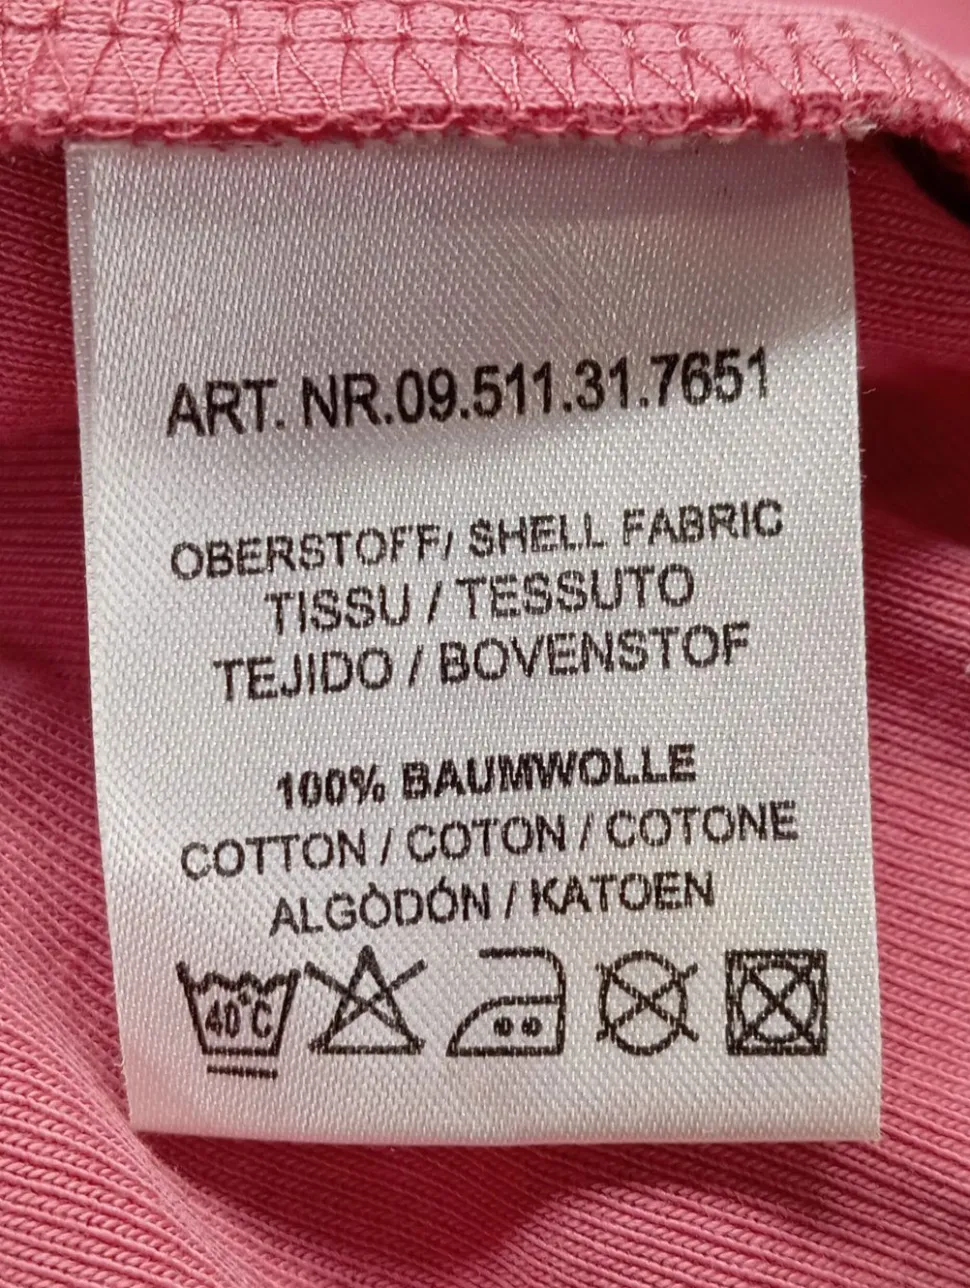 ART. NR.09.511.31.7651
OBERSTOFF/ SHELL FABRIC
TISSU / TESSUTO
TEJIDO / BOVENSTOF
100% BAUMWOLLE
COTTON / COTON / COTONE
ALGÒDÓN / KATOEN
40°C